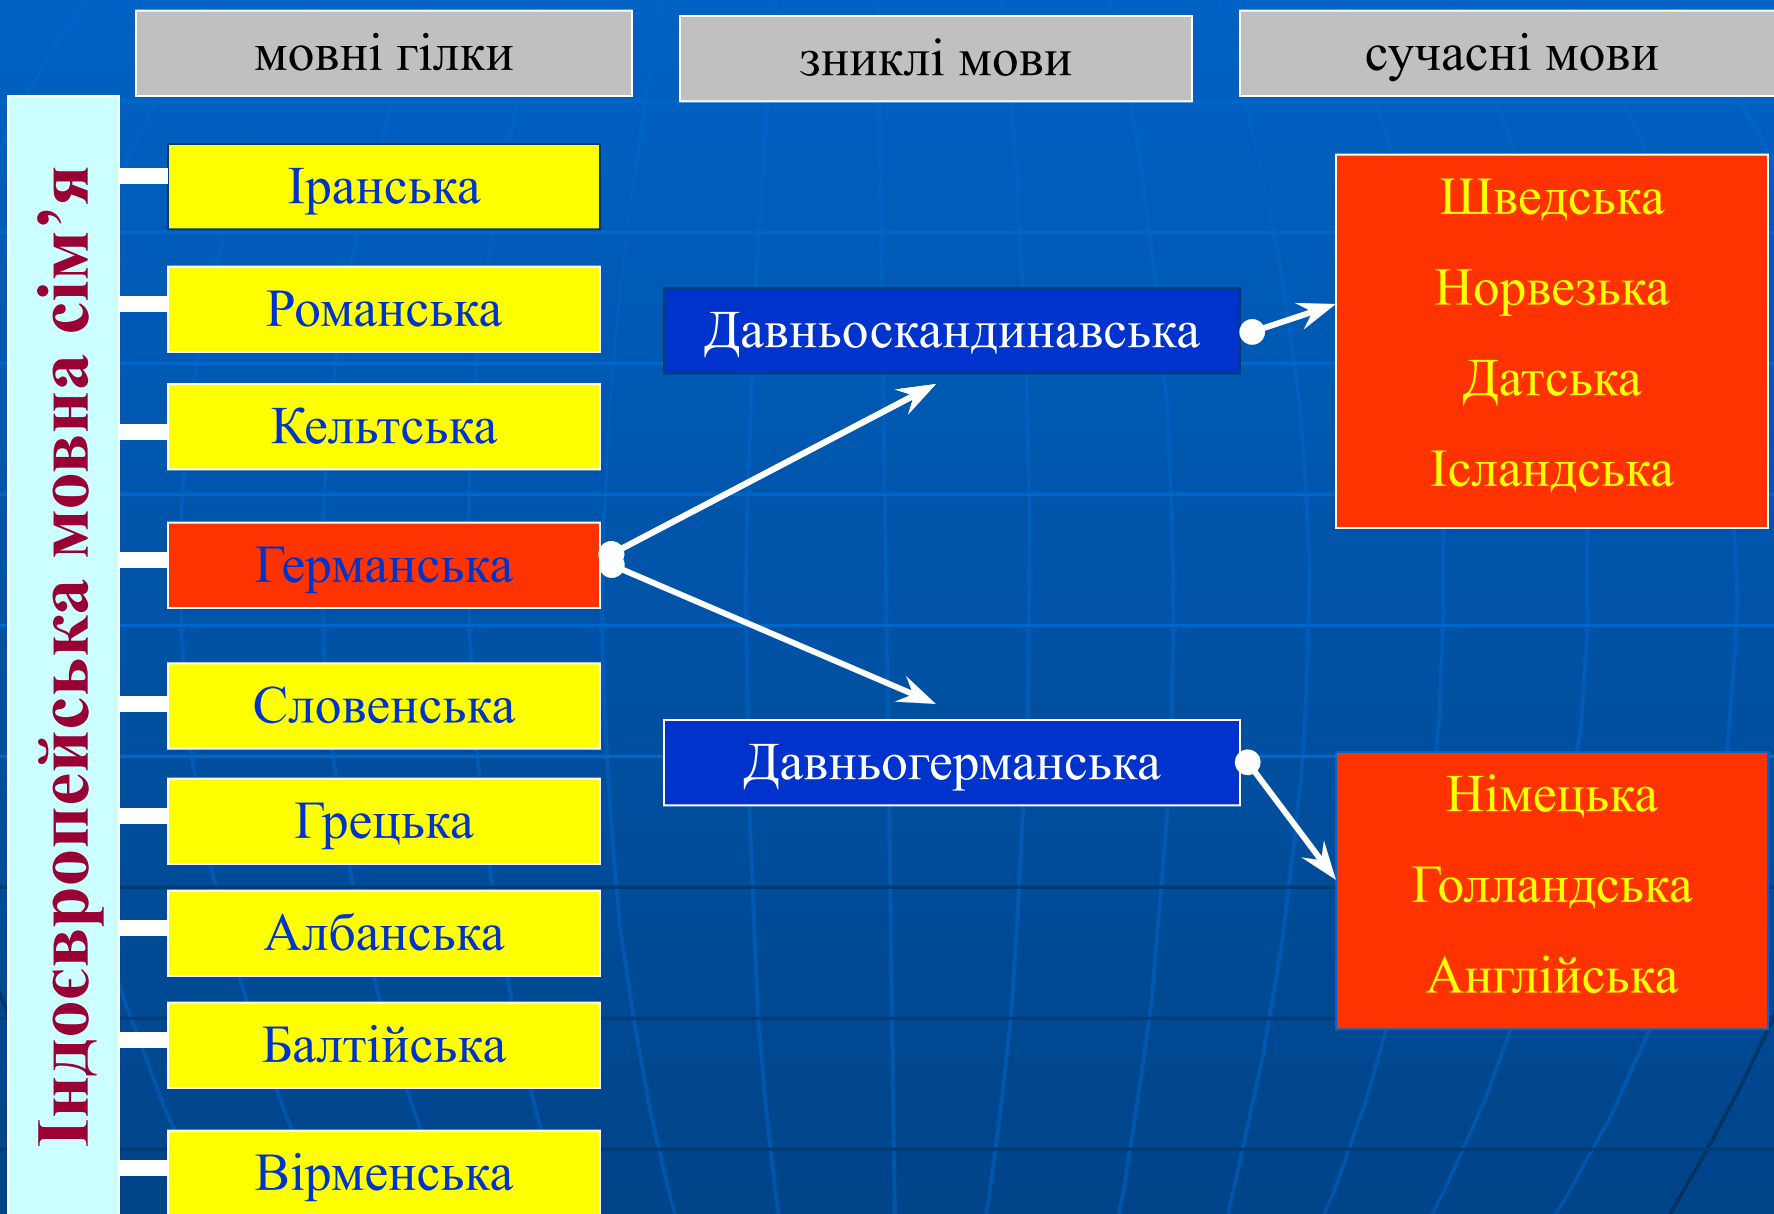 мовні гілки
зниклі мови
сучасні мови
Індоєвропейська мовна сім’я
Іранська
Романська
Кельтська
Германська
Словенська
Грецька
Албанська
Балтійська
Вірменська
Давньоскандинавська
Давньогерманська
Шведська
Норвезька
Датська
Ісландська
Німецька
Голландська
Англійська